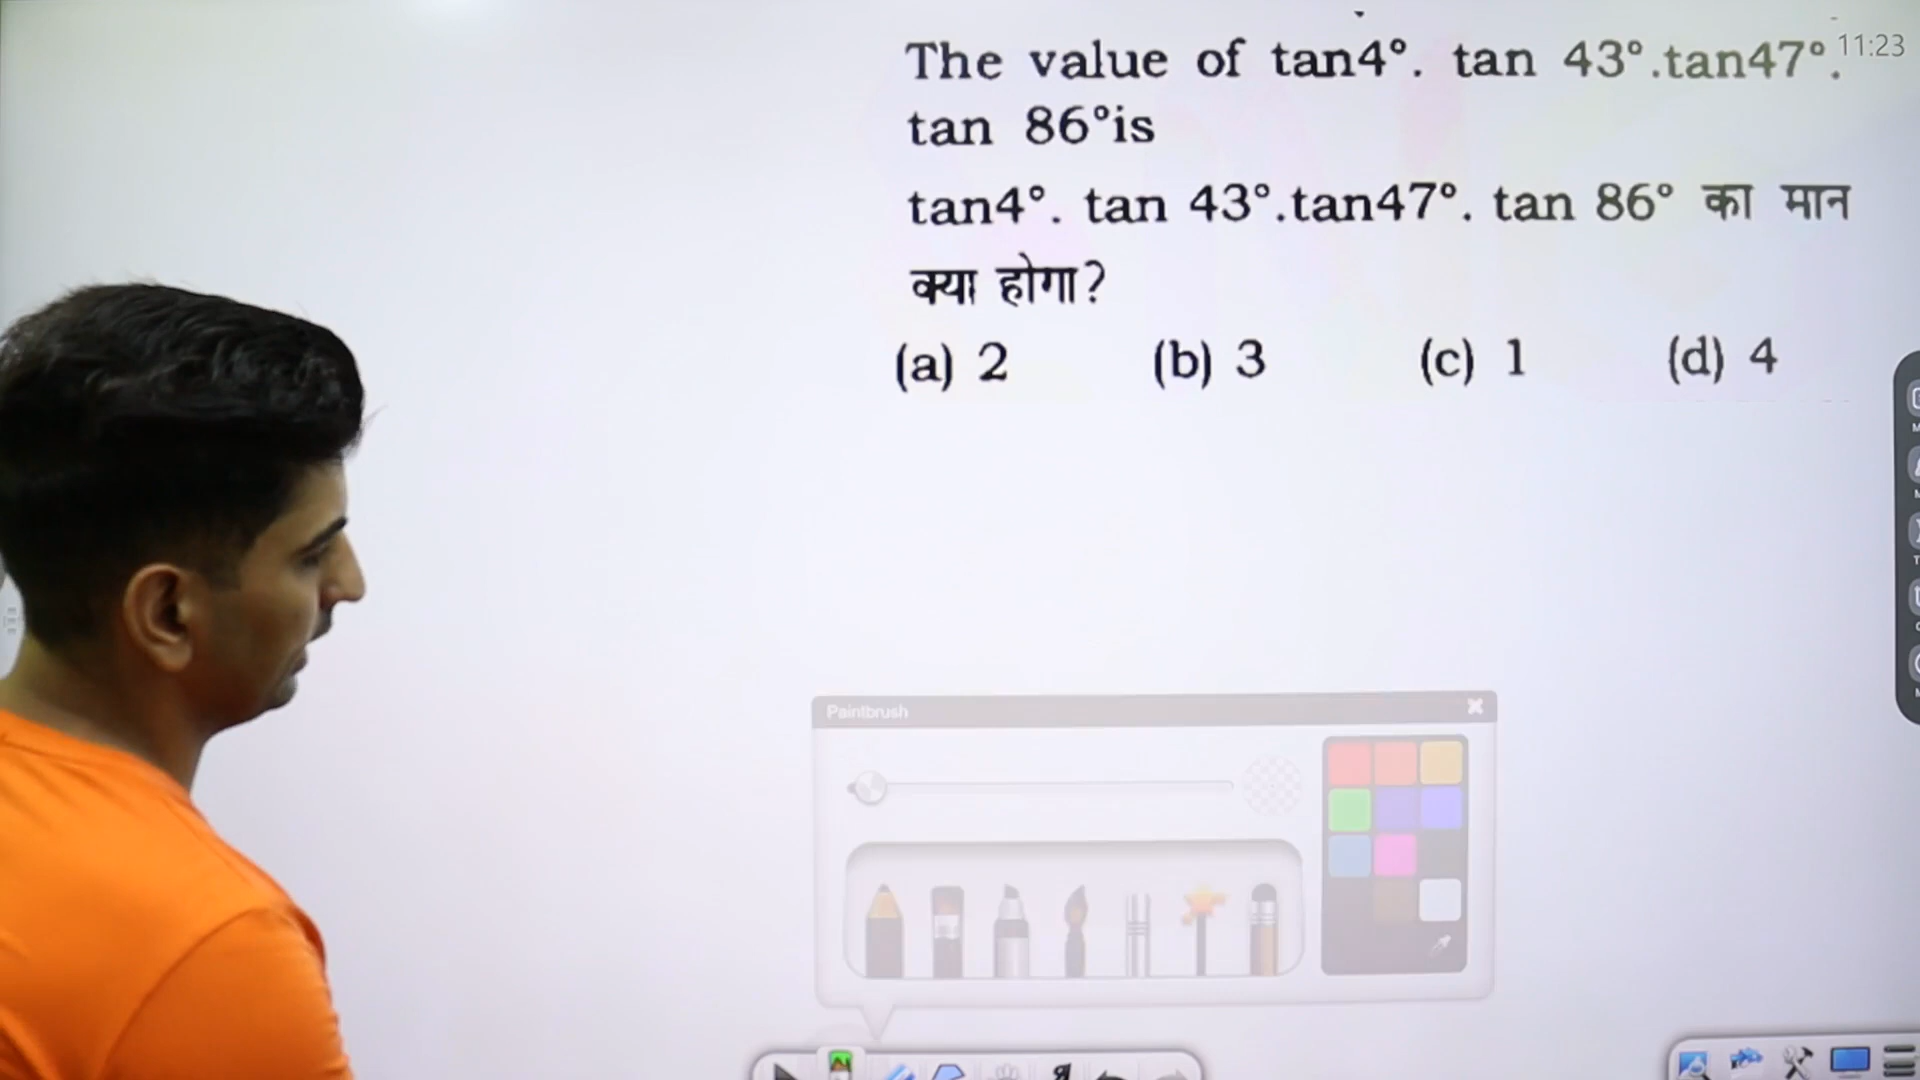 The value of tan4°. tan 43°.tan47°.
11:23
tan 86°is
tan4°. tan 43°.tan47°. tan 86° का मान
क्या होगा?
(a) 2 (b) 3 (c) 1 (d) 4
Paintbrush